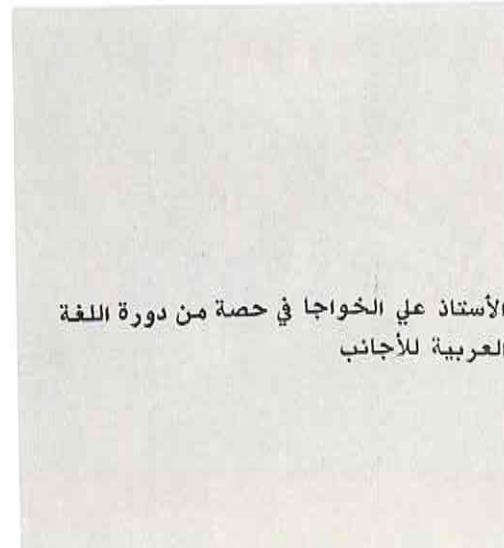 الأستاذ علي الخواجا في حصة من دورة اللغة
العربية للأجانب